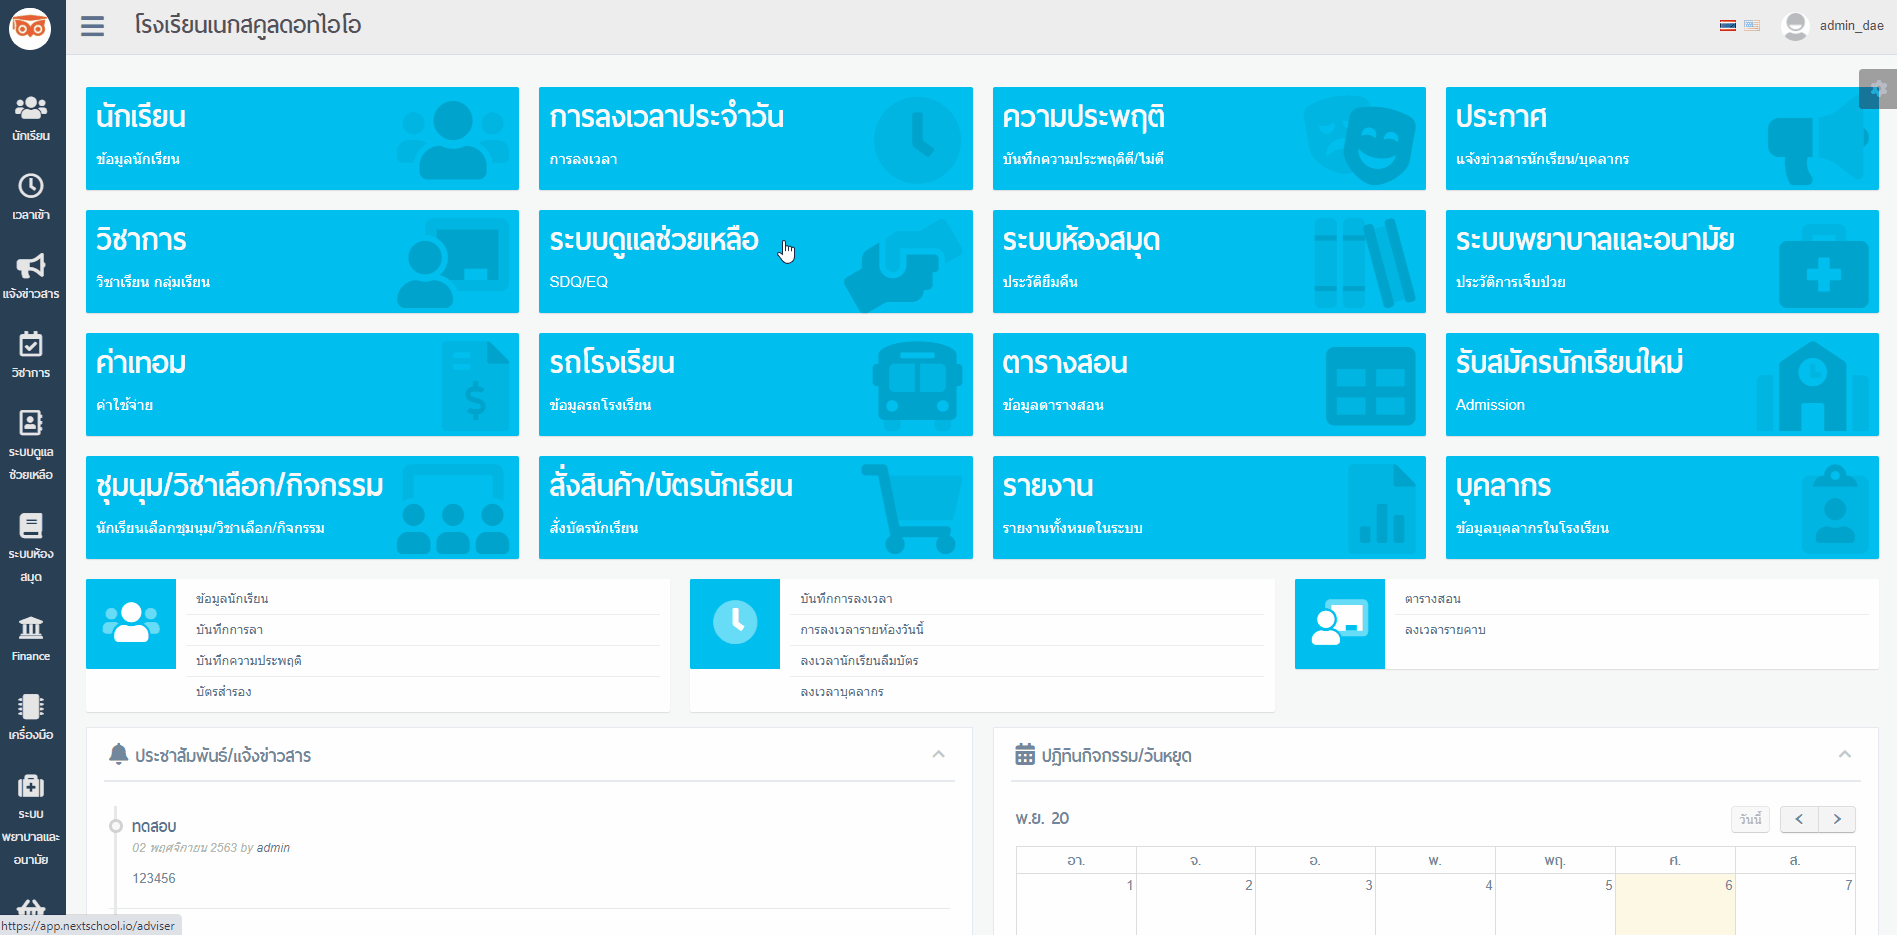 โรงเรียนเนกสคูลดอทไอโอ
admin_dae
นักเรียน
เวลาเข้า
แจ้งข่าวสาร
วิชาการ
ระบบดูแล
ช้วยเหลือ
ระบบห้อง
สมุด
Finance
เครื่องมือ
ระบบ
พยาบาลและ
อนามัย
นักเรียน
ข้อมูลนักเรียน
การลงเวลาประจำวัน
การลงเวลา
ความประพฤติ
บันทึกความประพฤติดี/ไม่ดี
ประกาศ
แจ้งข่าวสารนักเรียน/บุคลากร
วิชาการ
วิชาเรียน กลุ่มเรียน
ระบบดูแลช่วยเหลือ
SDQ/EQ
ระบบห้องสมุด
ประวัติยืมคืน
ระบบพยาบาลและอนามัย
ประวัติการเจ็บป่วย
ค่าเทอม
ค่าใช้จ่าย
รถโรงเรียน
ข้อมูลรถโรงเรียน
ตารางสอน
ข้อมูลตารางสอน
รับสมัครนักเรียนใหม่
Admission
ชุมนุม/วิชาเลือก/กิจกรรม
นักเรียนเลือกชุมนุม/วิชาเลือก/กิจกรรม
สั่งสินค้า/บัตรนักเรียน
สั่งบัตรนักเรียน
รายงาน
รายงานทั้งหมดในระบบ
บุคลากร
ข้อมูลบุคลากรในโรงเรียน
ข้อมูลนักเรียน
บันทึกการลา
บันทึกความประพฤติ
บัตรสำรอง
บันทึกการลงเวลา
การลงเวลารายห้องวันนี้
ลงเวลานักเรียนลืมบัตร
ลงเวลาบุคลากร
ตารางสอน
ลงเวลารายคาบ
ประชาสัมพันธ์/แจ้งข่าวสาร
ทดสอบ
02 พฤศจิกายน 2563 by admin
123456
ปฏิทินกิจกรรม/วันหยุด
พ.ย. 20
วันนี้
อา. จ. อ. พ. พฤ. ศ. ส.
1 2 3 4 5 6 7
https://app.nextschool.io/adviser